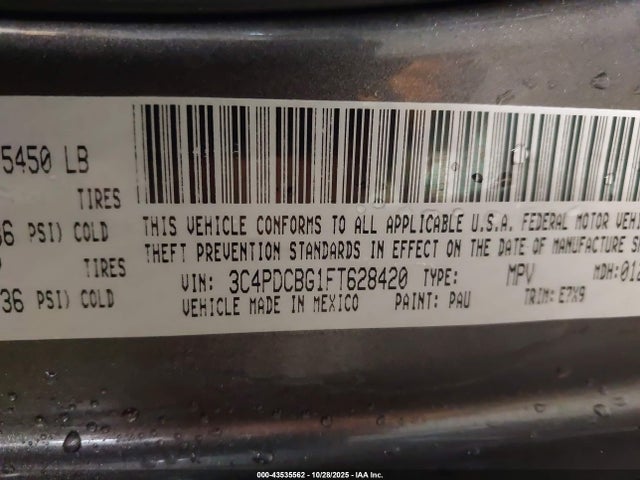 5450 LB
TIRES
36 PSI) COLD
TIRES
36 PSI) COLD
THIS VEHICLE CONFORMS TO ALL APPLICABLE U.S.A. FEDERAL MOTOR VEHI
THEFT PREVENTION STANDARDS IN EFFECT ON THE DATE OF MANUFACTURE S
VIN: 3C4PDCBG1FT628420 TYPE: MPV MDH: 01
VEHICLE MADE IN MEXICO PAINT: PAU TRIM: E7X9
000-43535562 | 10/28/2025 | IAA Inc.